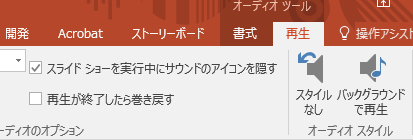 オーディオ ツール
開発 Acrobat ストーリーボード 書式 再生 操作アシスト
スライド ショーを実行中にサウンドのアイコンを隠す
再生が終了したら巻き戻す
スタイル なし
バックグラウンド で再生
ーディオのオプション オーディオ スタイル